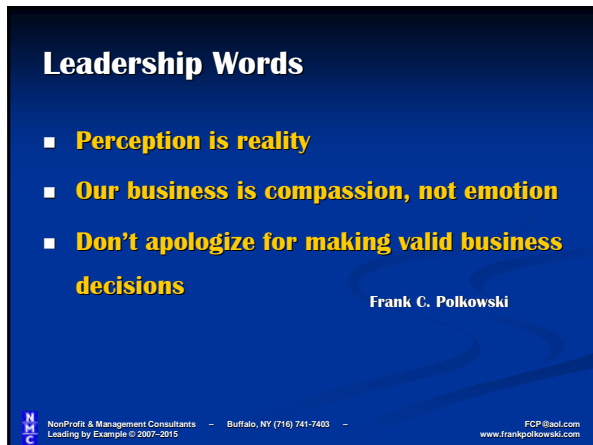 Leadership Words
Perception is reality
Our business is compassion, not emotion
Don’t apologize for making valid business
decisions
Frank C. Polkowski
NMC
NonProfit & Management Consultants – Buffalo, NY (716) 741-7403 – FCP@aol.com
Leading by Example © 2007–2015 www.frankpolkowski.com